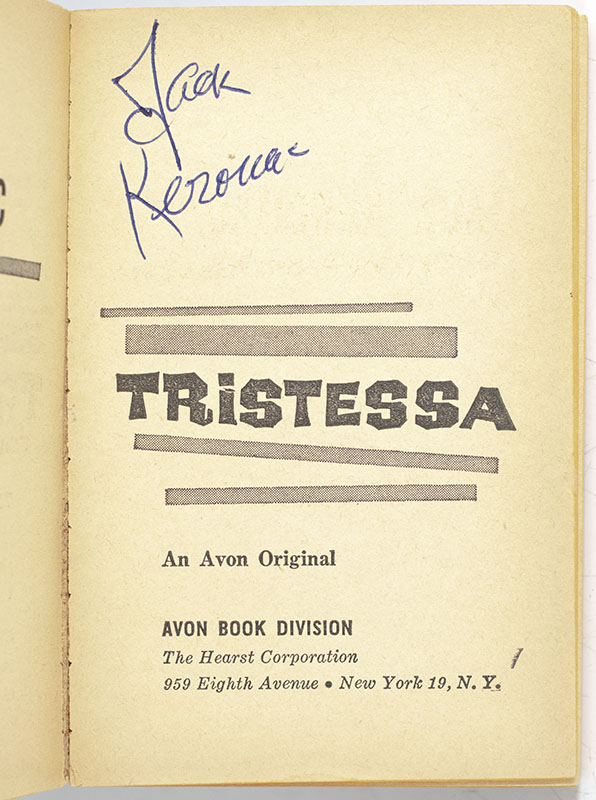 Jack
Kerouac
TRiSTESSA
An Avon Original
AVON BOOK DIVISION
The Hearst Corporation
959 Eighth Avenue • New York 19, N. Y.